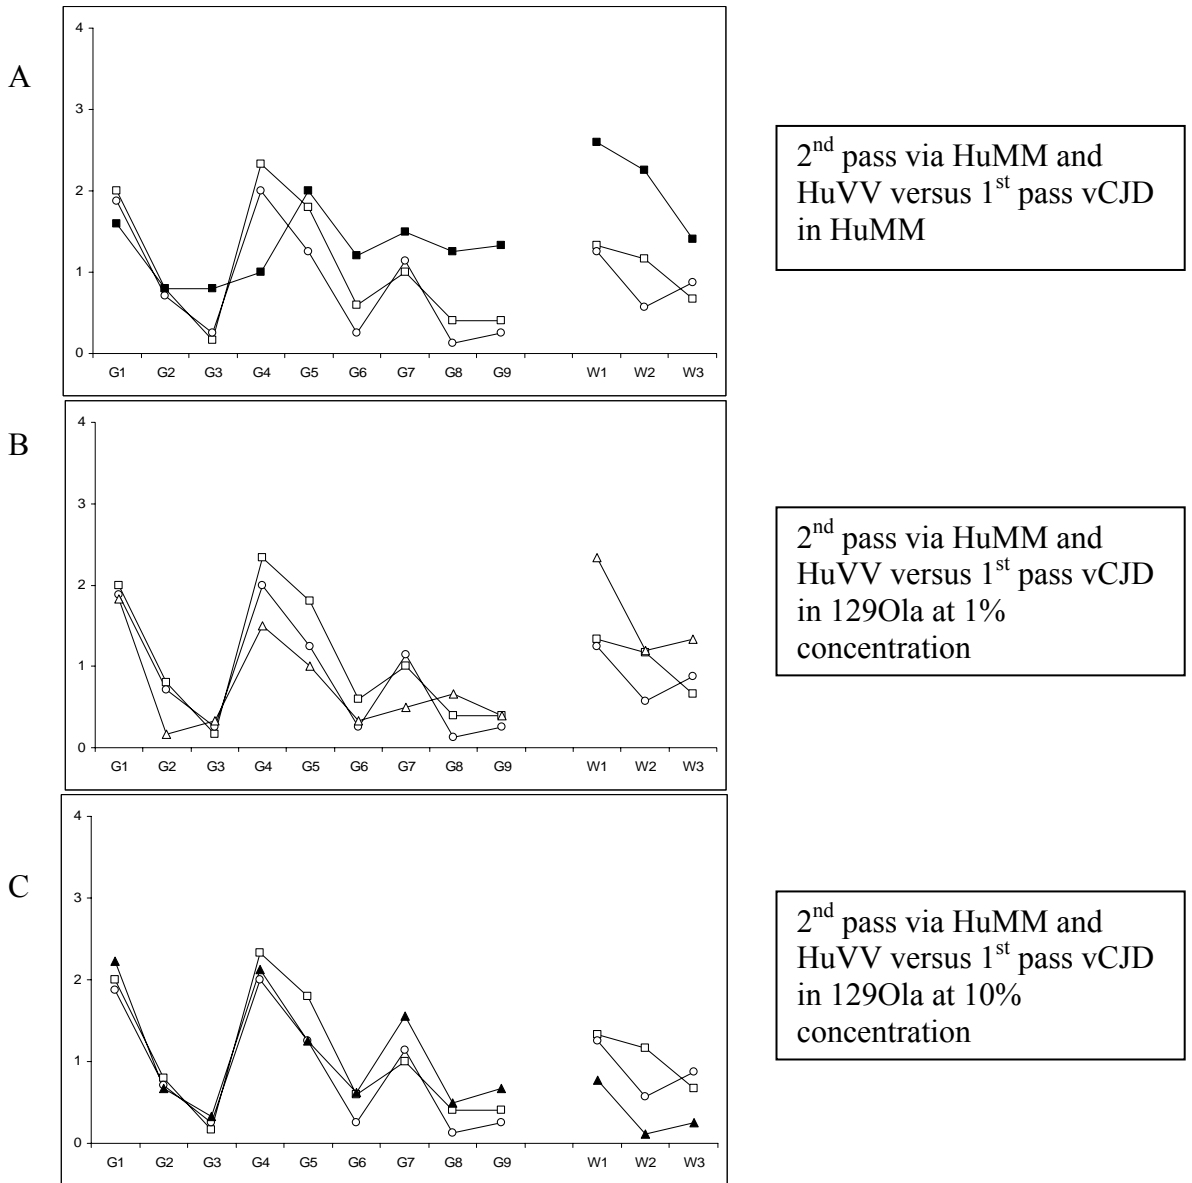 A
4
3
2
1
0
G1 G2 G3 G4 G5 G6 G7 G8 G9 W1 W2 W3
2nd pass via HuMM and
HuVV versus 1st pass vCJD
in HuMM
B
4
3
2
1
0
G1 G2 G3 G4 G5 G6 G7 G8 G9 W1 W2 W3
2nd pass via HuMM and
HuVV versus 1st pass vCJD
in 129Ola at 1%
concentration
C
4
3
2
1
0
G1 G2 G3 G4 G5 G6 G7 G8 G9 W1 W2 W3
2nd pass via HuMM and
HuVV versus 1st pass vCJD
in 129Ola at 10%
concentration